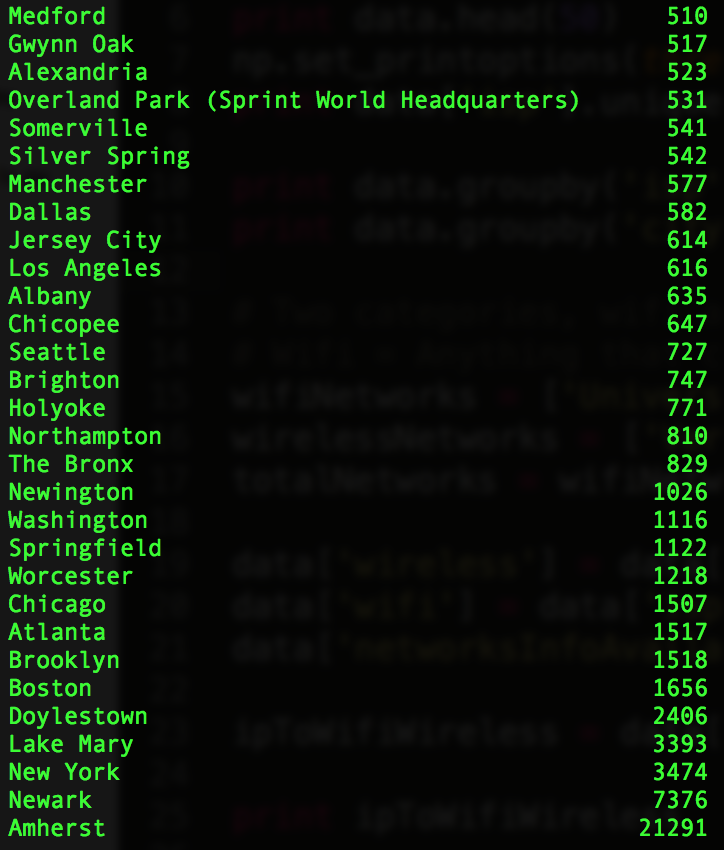 Medford 510
Gwynn Oak 517
Alexandria 523
Overland Park (Sprint World Headquarters) 531
Somerville 541
Silver Spring 542
Manchester 577
Dallas 582
Jersey City 614
Los Angeles 616
Albany 635
Chicopee 647
Seattle 727
Brighton 747
Holyoke 771
Northampton 810
The Bronx 829
Newington 1026
Washington 1116
Springfield 1122
Worcester 1218
Chicago 1507
Atlanta 1517
Brooklyn 1518
Boston 1656
Doylestown 2406
Lake Mary 3393
New York 3474
Newark 7376
Amherst 21291